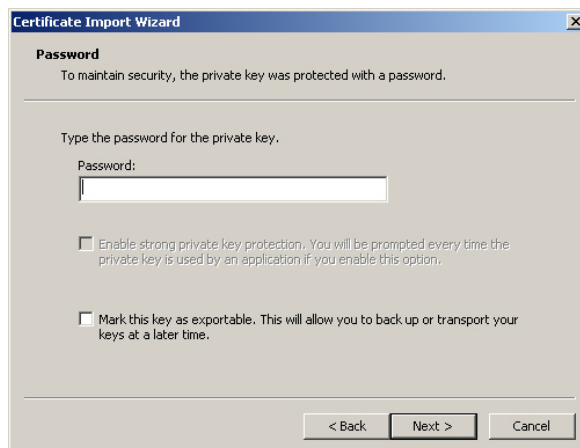 Certificate Import Wizard
Password
To maintain security, the private key was protected with a password.
Type the password for the private key.
Password:
Enable strong private key protection. You will be prompted every time the
private key is used by an application if you enable this option.
Mark this key as exportable. This will allow you to back up or transport your
keys at a later time.
< Back Next > Cancel